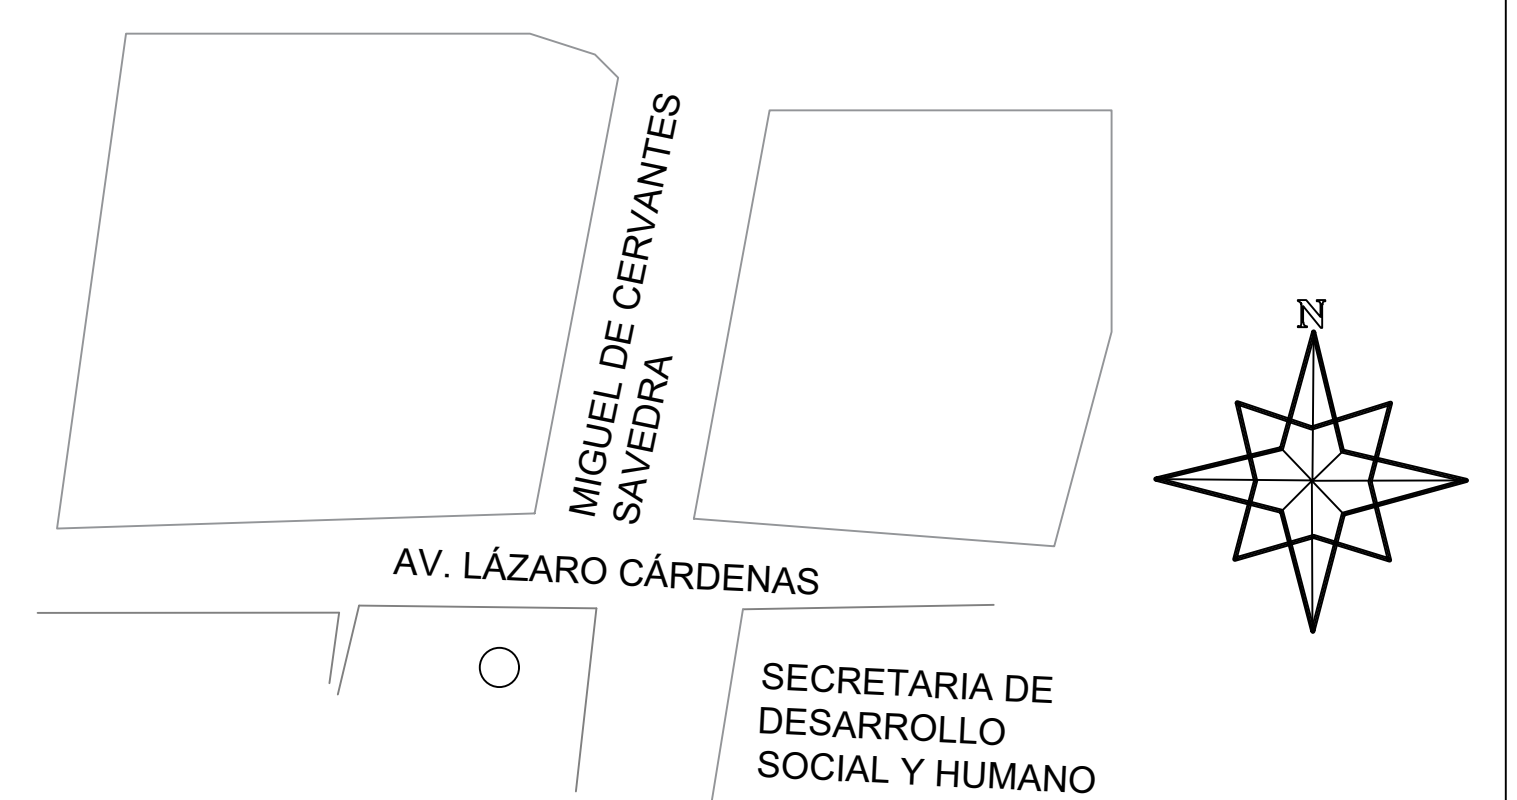 MIGUEL DE CERVANTES
SAVEDRA
N
AV. LÁZARO CÁRDENAS
SECRETARIA DE
DESARROLLO
SOCIAL Y HUMANO